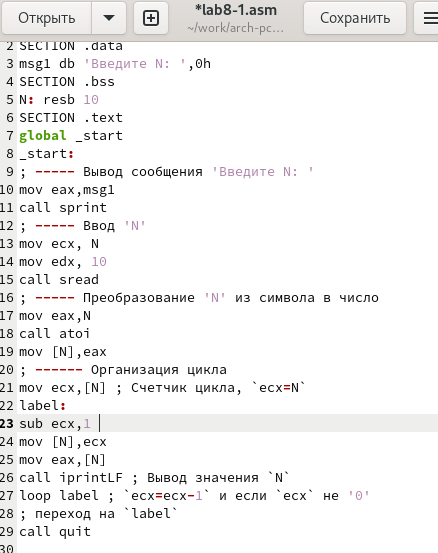 Открыть
*lab8-1.asm
~/work/arch-pc…
Сохранить
2 SECTION .data
3 msg1 db 'Введите N: ',0h
4 SECTION .bss
5 N: resb 10
6 SECTION .text
7 global _start
8 _start:
9 ; ----- Вывод сообщения 'Введите N: '
10 mov eax,msg1
11 call sprint
12 ; ----- Ввод 'N'
13 mov ecx, N
14 mov edx, 10
15 call sread
16 ; ----- Преобразование 'N' из символа в число
17 mov eax,N
18 call atoi
19 mov [N],eax
20 ; ------ Организация цикла
21 mov ecx,[N] ; Счетчик цикла, `ecx=N`
22 label:
23 sub ecx,1
24 mov [N],ecx
25 mov eax,[N]
26 call iprintLF ; Вывод значения `N`
27 loop label ; `ecx=ecx-1` и если `ecx` не '0'
28 ; переход на `label`
29 call quit
30